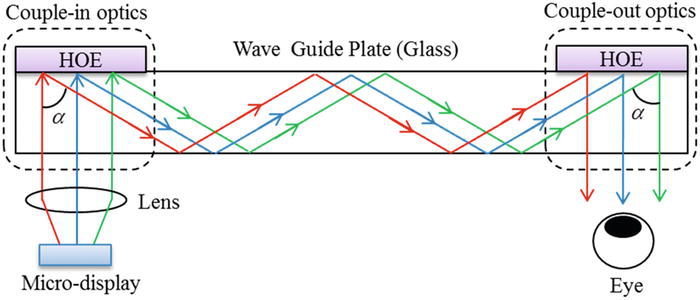 Couple-in optics
Couple-out optics
HOE
Wave Guide Plate (Glass)
HOE
α
α
Lens
Micro-display
Eye